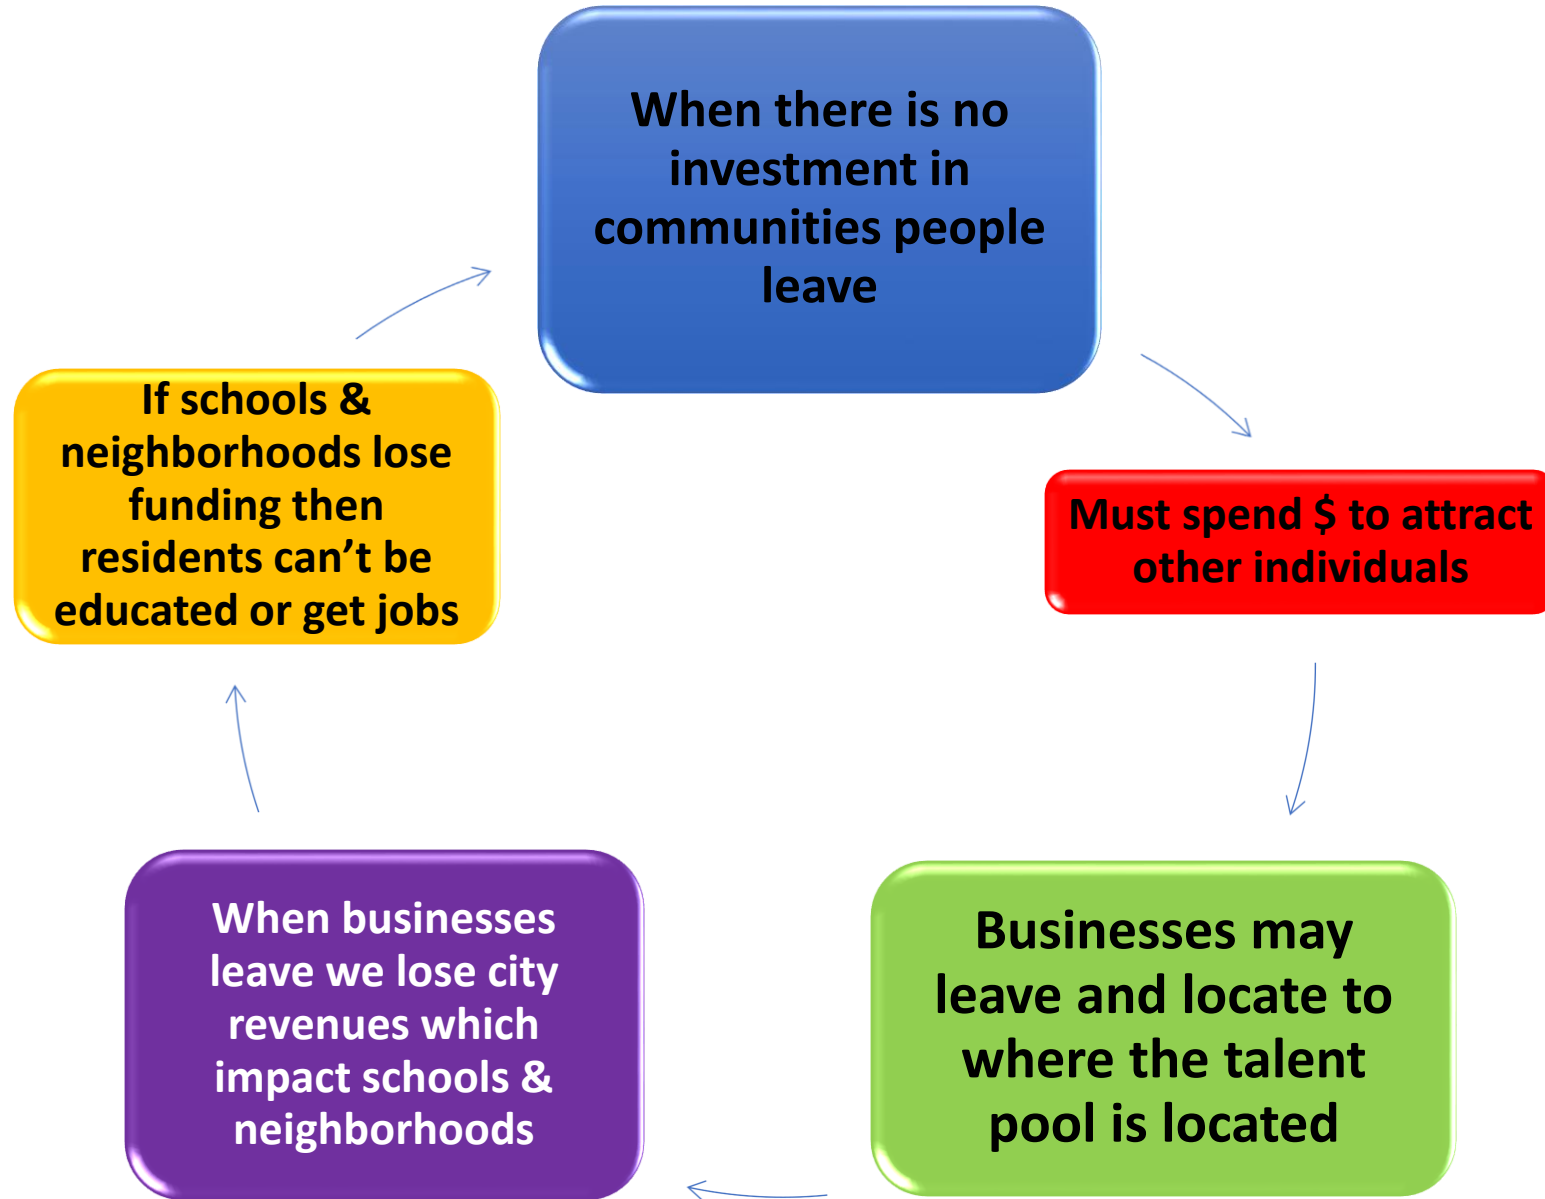 When there is no
investment in
communities people
leave
Must spend $ to attract
other individuals
Businesses may
leave and locate to
where the talent
pool is located
When businesses
leave we lose city
revenues which
impact schools &
neighborhoods
If schools &
neighborhoods lose
funding then
residents can’t be
educated or get jobs